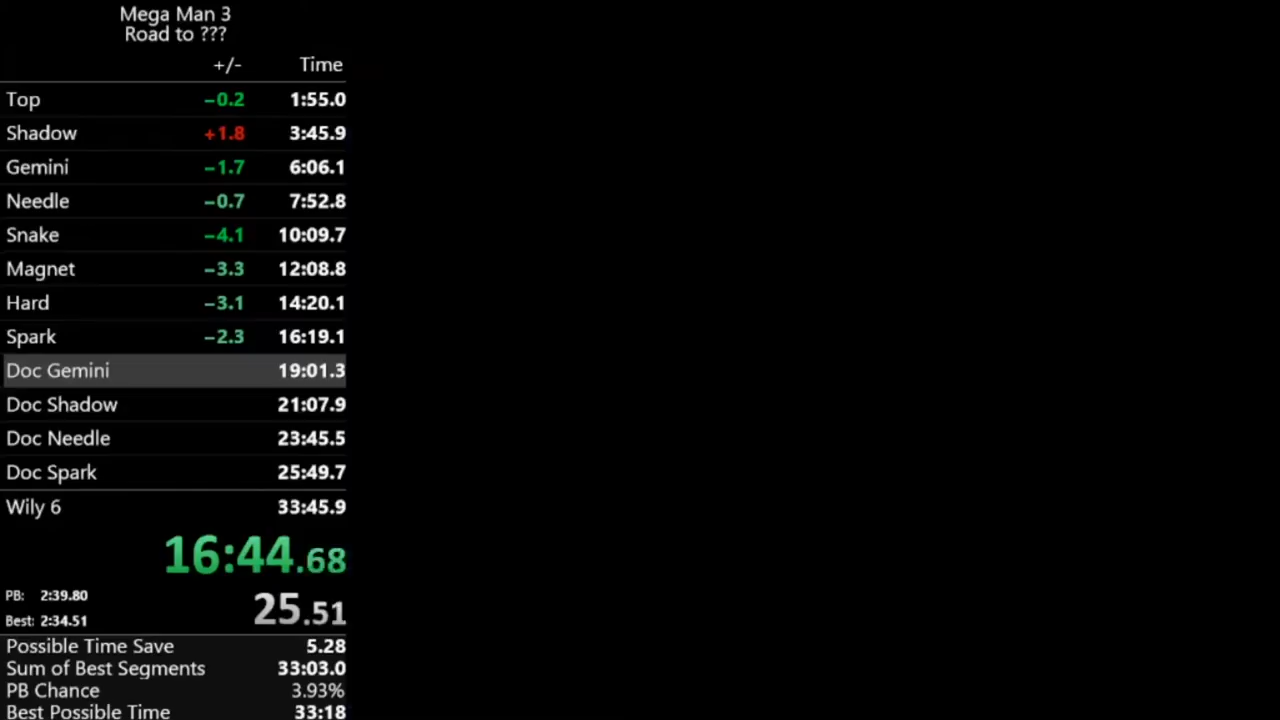 Mega Man 3
Road to ???
+/- Time
Top −0.2 1:55.0
Shadow +1.8 3:45.9
Gemini −1.7 6:06.1
Needle −0.7 7:52.8
Snake −4.1 10:09.7
Magnet −3.3 12:08.8
Hard −3.1 14:20.1
Spark −2.3 16:19.1
Doc Gemini 19:01.3
Doc Shadow 21:07.9
Doc Needle 23:45.5
Doc Spark 25:49.7
Wily 6 33:45.9
16:44.68
PB: 2:39.80
25.51
Best: 2:34.51
Possible Time Save 5.28
Sum of Best Segments 33:03.0
PB Chance 3.93%
Best Possible Time 33:18